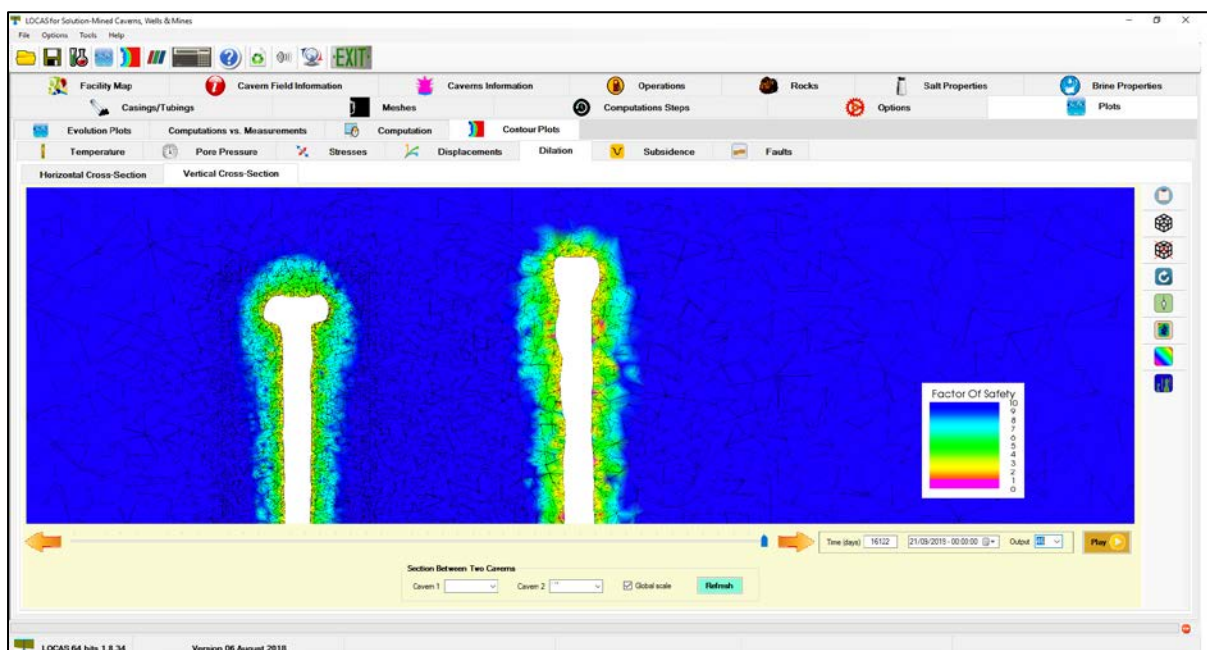 LOCAS for Solution-Mined Caverns, Wells & Mines
File Options Tools Help
EXIT
Facility Map Cavern Field Information Caverns Information Operations Rocks Salt Properties Brine Properties
Casings/Tubings Meshes Computations Steps Options Plots
Evolution Plots Computations vs. Measurements Computation Contour Plots
Temperature Pore Pressure Stresses Displacements Dilation Subsidence Faults
Horizontal Cross-Section Vertical Cross-Section
Factor Of Safety
10
9
8
7
6
5
4
3
2
1
0
Time (days) 16122 21/09/2018 - 00:00:00 Output Play
Section Between Two Caverns
Cavern 1 Cavern 2 Global scale Refresh
LOCAS 64 bits 1.8.34 Version 06 August 2018